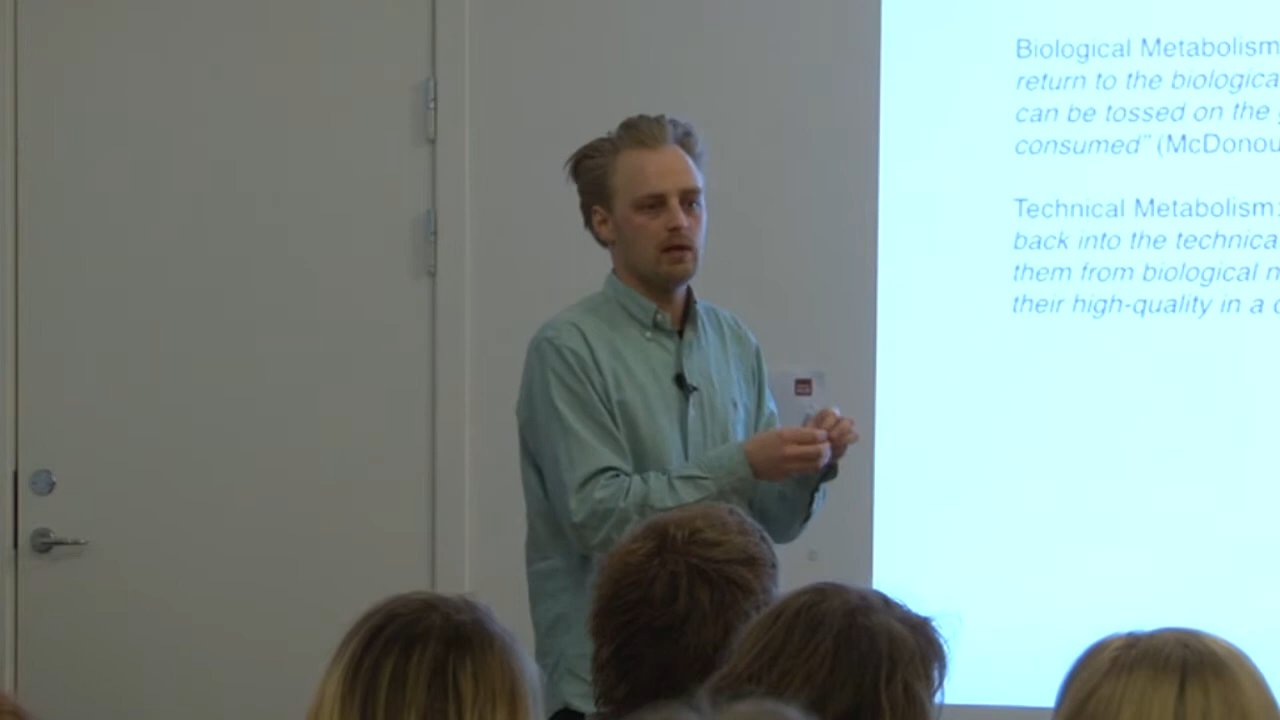 Biological Metabolism
return to the biologica
can be tossed on the
consumed" (McDonou
Technical Metabolism:
back into the technica
them from biological n
their high-quality in a